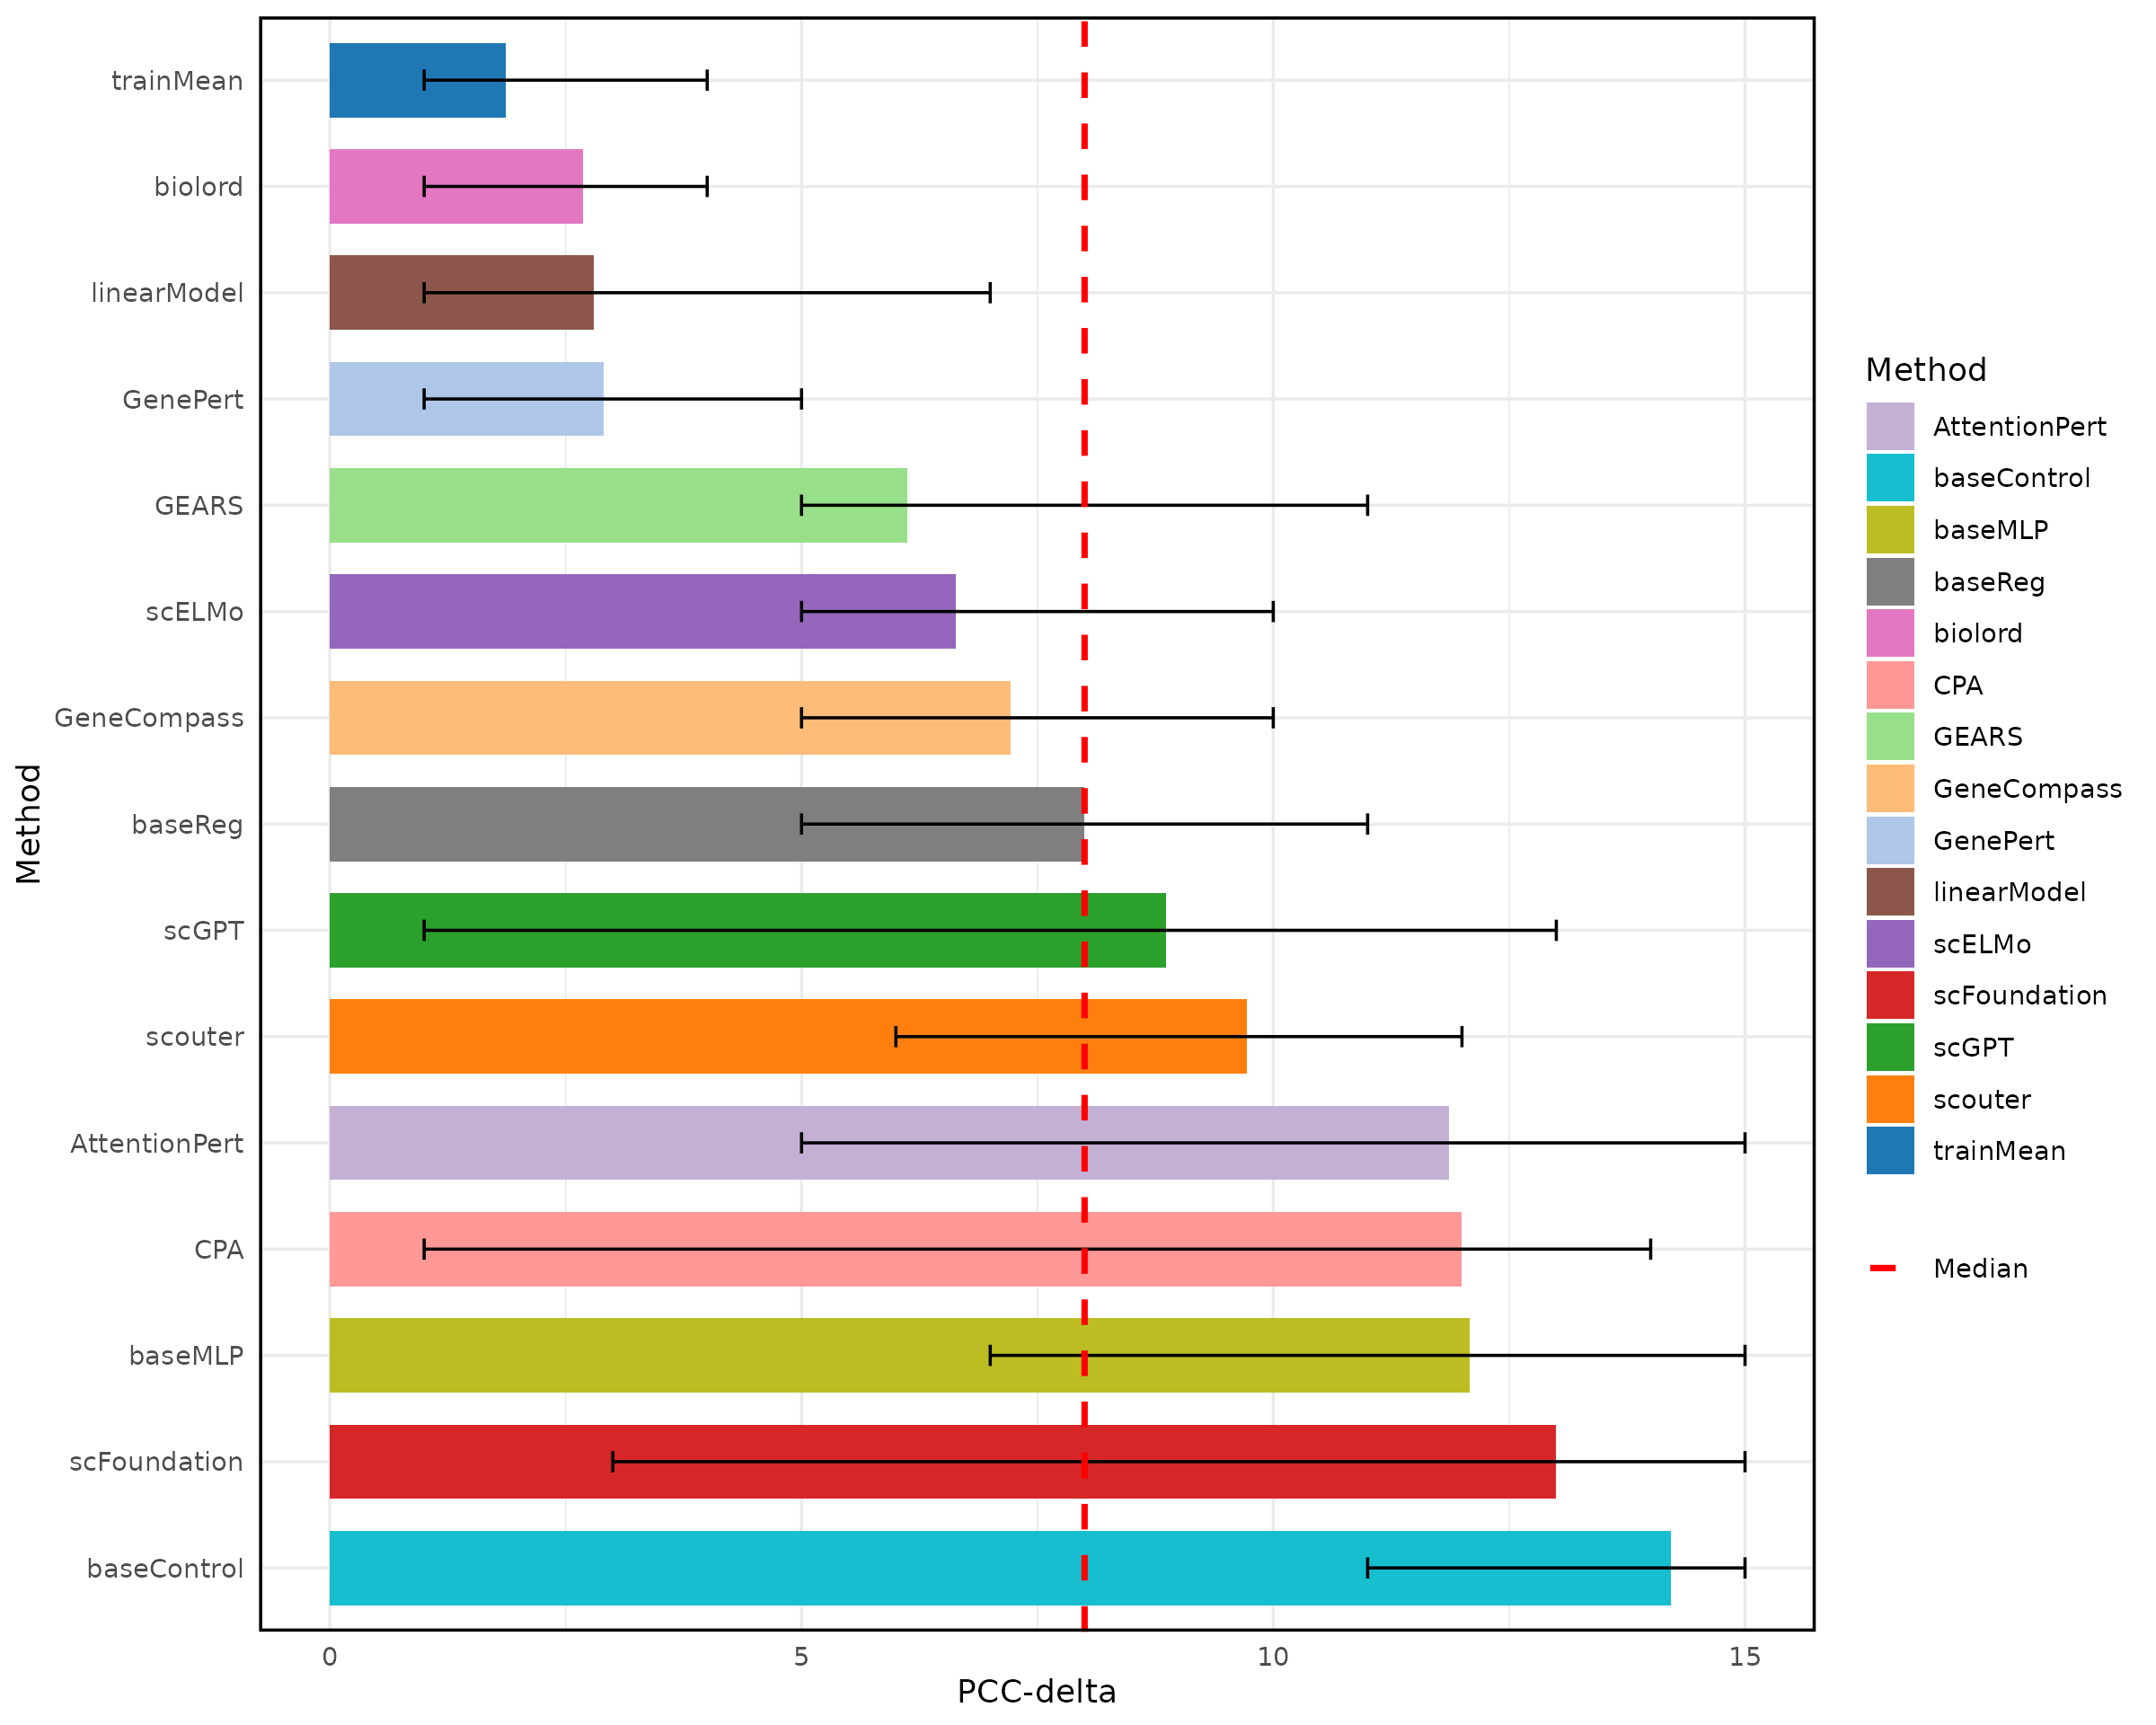 Method
trainMean
biolord
linearModel
GenePert
GEARS
scELMo
GeneCompass
baseReg
scGPT
scouter
AttentionPert
CPA
baseMLP
scFoundation
baseControl
0
5
10
15
PCC-delta
Method
AttentionPert
baseControl
baseMLP
baseReg
biolord
CPA
GEARS
GeneCompass
GenePert
linearModel
scELMo
scFoundation
scGPT
scouter
trainMean
Median